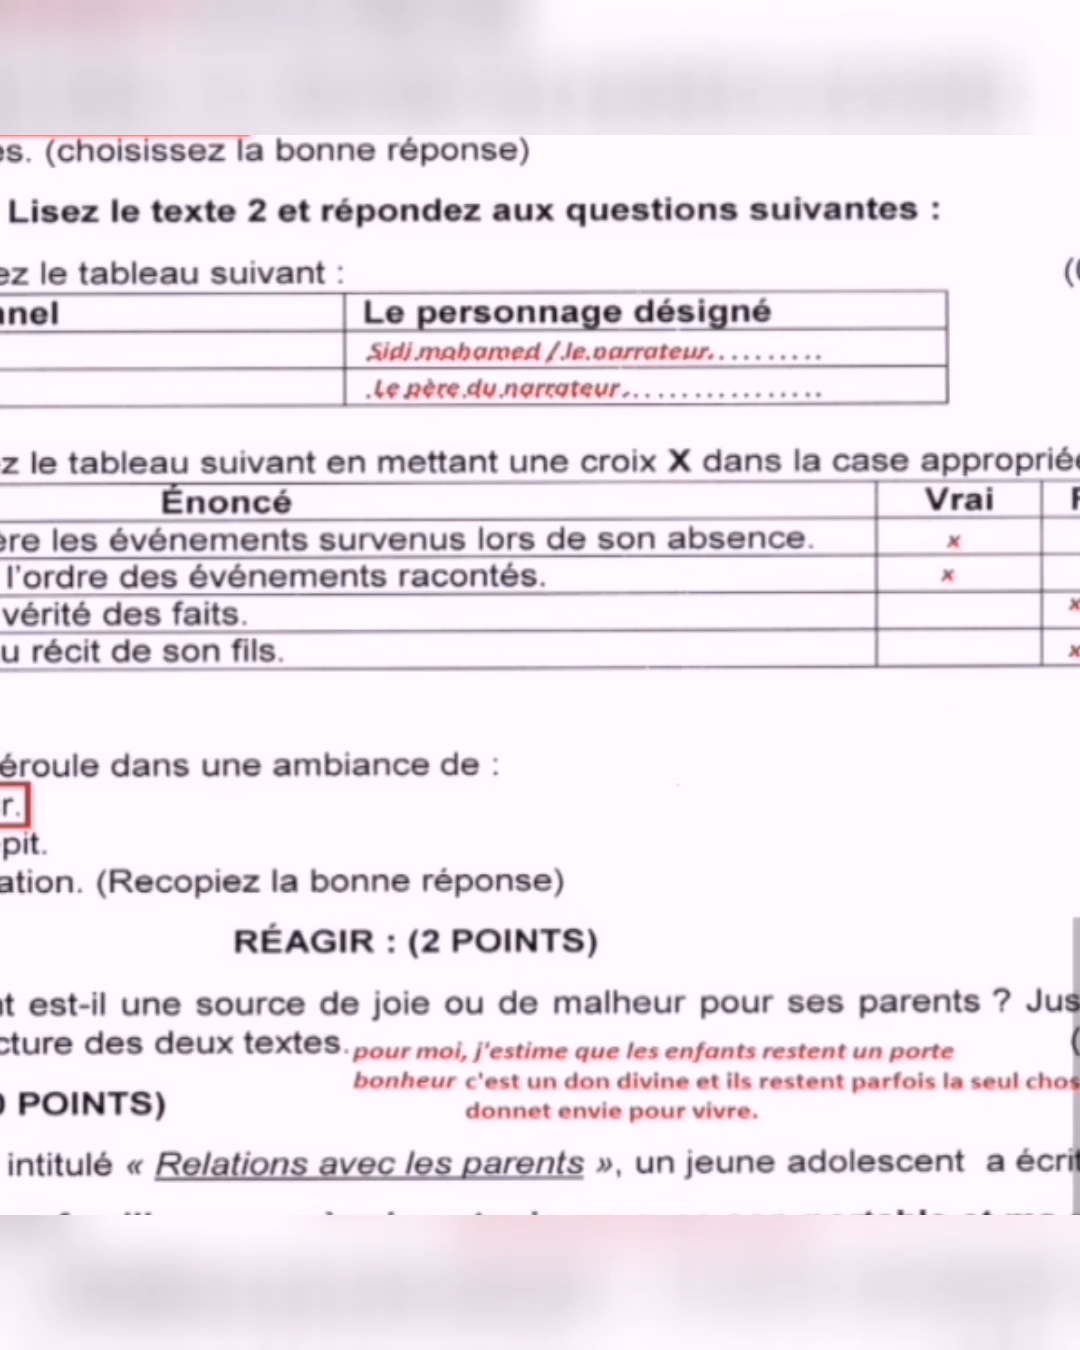 es. (choisissez la bonne réponse)
Lisez le texte 2 et répondez aux questions suivantes :
ez le tableau suivant : (
nnel Le personnage désigné
Sidi mohamed / le narrateur..........
.Le père du narrateur.................
z le tableau suivant en mettant une croix X dans la case appropriée
Énoncé Vrai F
ère les événements survenus lors de son absence. x
l'ordre des événements racontés. x
vérité des faits. x
u récit de son fils. x
éroule dans une ambiance de :
r.
pit.
ation. (Recopiez la bonne réponse)
RÉAGIR : (2 POINTS)
nt est-il une source de joie ou de malheur pour ses parents ? Jus
cture des deux textes. pour moi, j'estime que les enfants restent un porte (
bonheur c'est un don divine et ils restent parfois la seul chos
donnet envie pour vivre.
0 POINTS)
intitulé « Relations avec les parents », un jeune adolescent a écrit